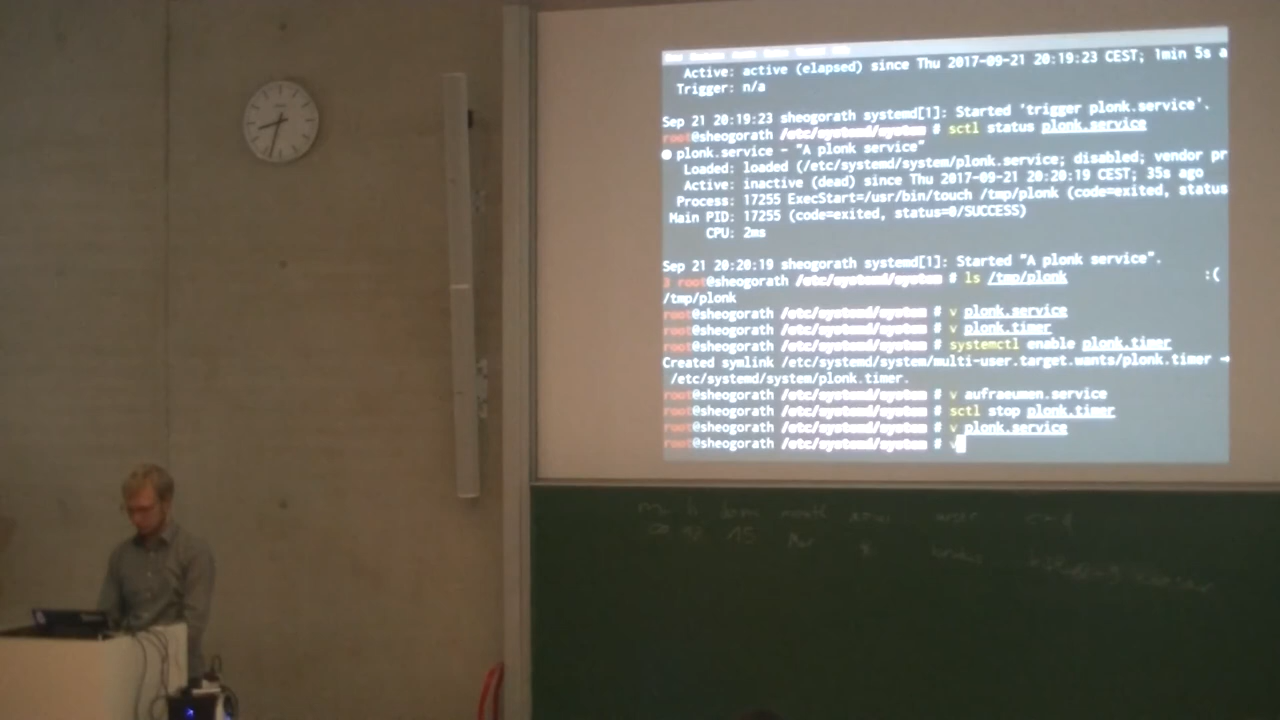 Active: active (elapsed) since Thu 2017-09-21 20:19:23 CEST; 1min 5s a
Trigger: n/a
Sep 21 20:19:23 sheogorath systemd[1]: Started 'trigger plonk.service'.
root@sheogorath /etc/systemd/system # sctl status plonk.service
● plonk.service - "A plonk service"
Loaded: loaded (/etc/systemd/system/plonk.service; disabled; vendor pr
Active: inactive (dead) since Thu 2017-09-21 20:20:19 CEST; 35s ago
Process: 17255 ExecStart=/usr/bin/touch /tmp/plonk (code=exited, status
Main PID: 17255 (code=exited, status=0/SUCCESS)
CPU: 2ms
Sep 21 20:20:19 sheogorath systemd[1]: Started "A plonk service".
3 root@sheogorath /etc/systemd/system # ls /tmp/plonk :(
/tmp/plonk
root@sheogorath /etc/systemd/system # v plonk.service
root@sheogorath /etc/systemd/system # v plonk.timer
root@sheogorath /etc/systemd/system # systemctl enable plonk.timer
Created symlink /etc/systemd/system/multi-user.target.wants/plonk.timer →
/etc/systemd/system/plonk.timer.
root@sheogorath /etc/systemd/system # v aufraeumen.service
root@sheogorath /etc/systemd/system # sctl stop plonk.timer
root@sheogorath /etc/systemd/system # v plonk.service
root@sheogorath /etc/systemd/system # v
15